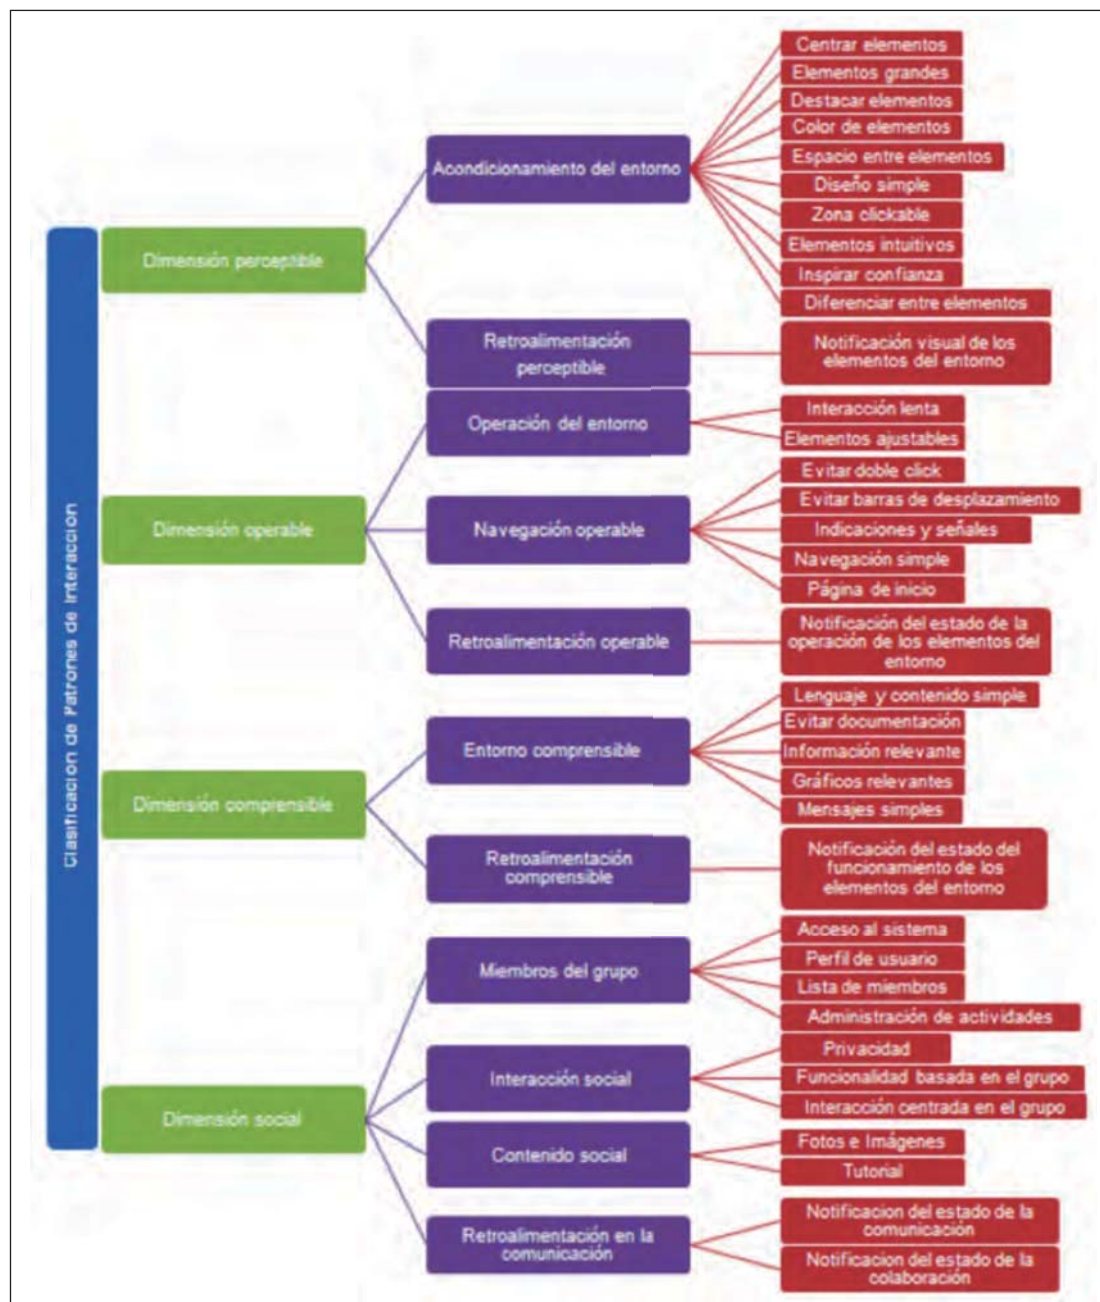 Clasificacion de Patrones de Interaccion
Dimensión perceptible
Acondicionamiento del entorno
Centrar elementos
Elementos grandes
Destacar elementos
Color de elementos
Espacio entre elementos
Diseño simple
Zona clickable
Elementos intuitivos
Inspirar confianza
Diferenciar entre elementos
Retroalimentación
perceptible
Notificación visual de los
elementos del entorno
Dimensión operable
Operación del entorno
Interacción lenta
Elementos ajustables
Navegación operable
Evitar doble click
Evitar barras de desplazamiento
Indicaciones y señales
Navegación simple
Página de inicio
Retroalimentación operable
Notificación del estado de la
operación de los elementos del
entorno
Dimensión comprensible
Entorno comprensible
Lenguaje y contenido simple
Evitar documentación
Información relevante
Gráficos relevantes
Mensajes simples
Retroalimentación
comprensible
Notificación del estado del
funcionamiento de los
elementos del entorno
Dimensión social
Miembros del grupo
Acceso al sistema
Perfil de usuario
Lista de miembros
Administración de actividades
Interacción social
Privacidad
Funcionalidad basada en el grupo
Interacción centrada en el grupo
Contenido social
Fotos e Imágenes
Tutorial
Retroalimentación en la
comunicación
Notificacion del estado de la
comunicación
Notificacion del estado de la
colaboración